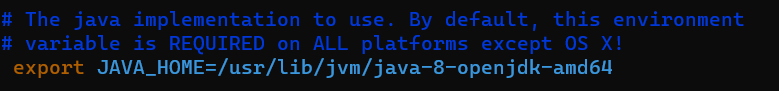 # The java implementation to use. By default, this environment
# variable is REQUIRED on ALL platforms except OS X!
export JAVA_HOME=/usr/lib/jvm/java-8-openjdk-amd64